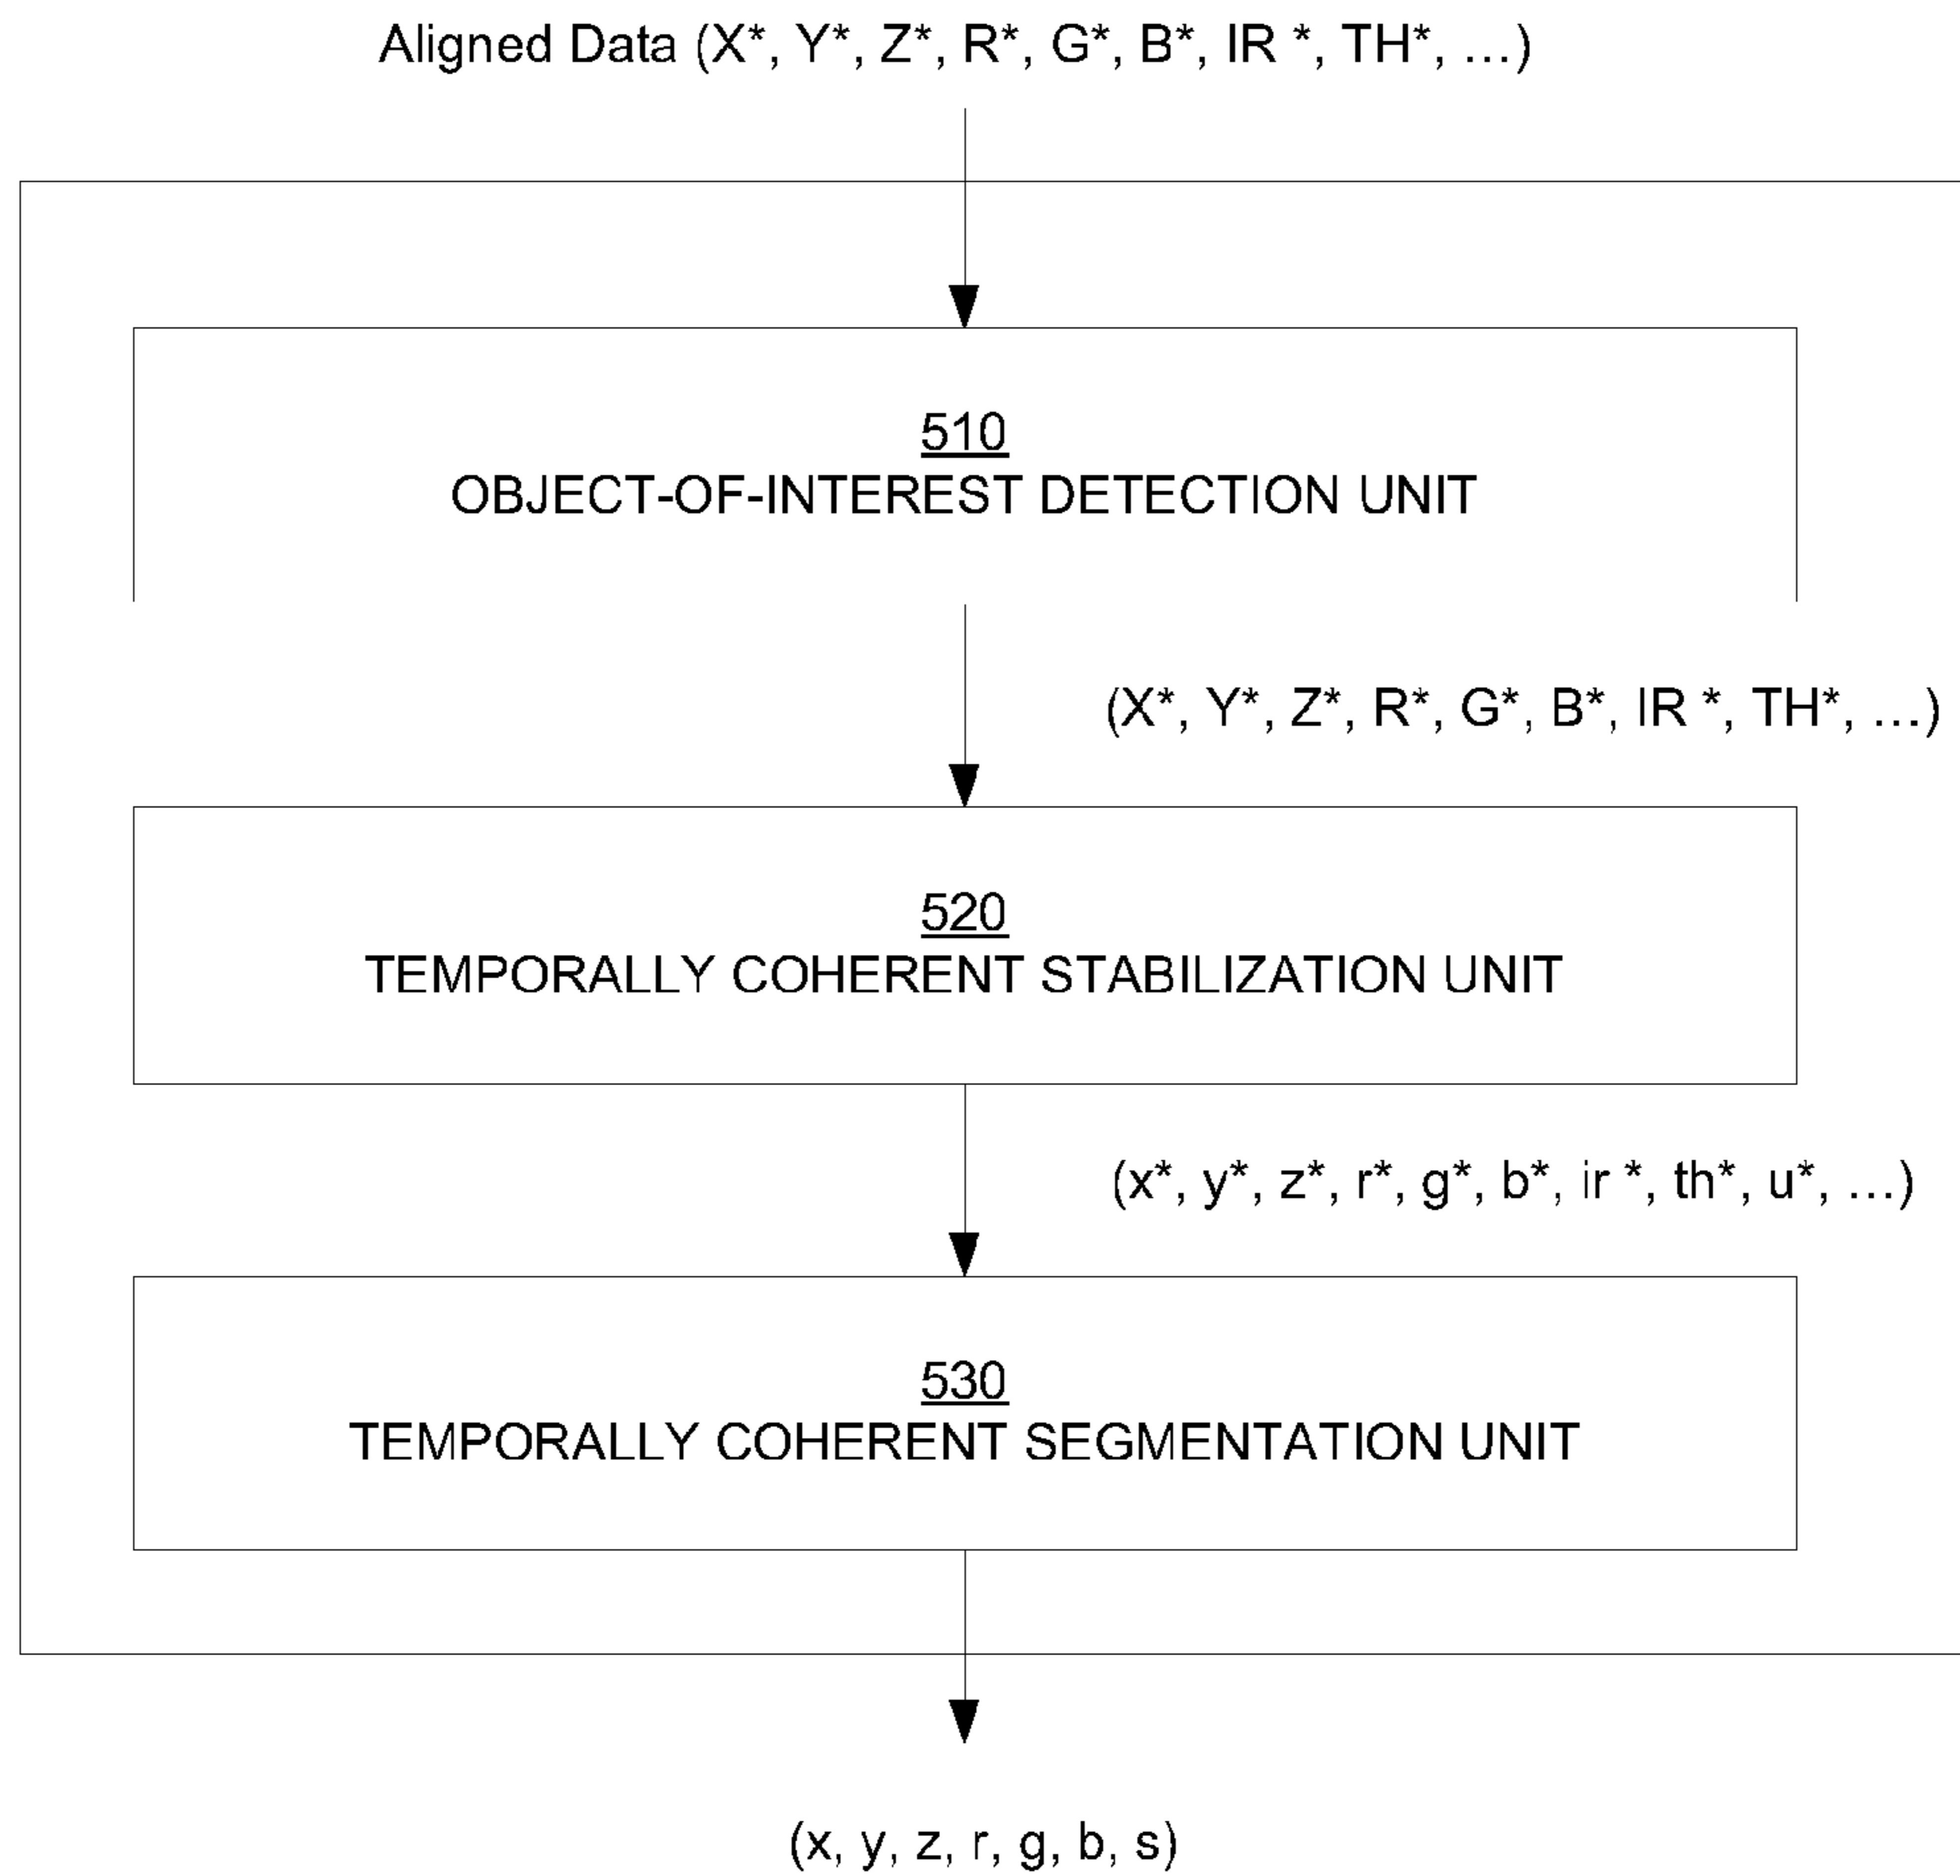 Aligned Data (X*, Y*, Z*, R*, G*, B*, IR *, TH*, ...)
510
OBJECT-OF-INTEREST DETECTION UNIT
(X*, Y*, Z*, R*, G*, B*, IR *, TH*, ...)
520
TEMPORALLY COHERENT STABILIZATION UNIT
(x*, y*, z*, r*, g*, b*, ir *, th*, u*, ...)
530
TEMPORALLY COHERENT SEGMENTATION UNIT
(x, y, z, r, g, b, s)